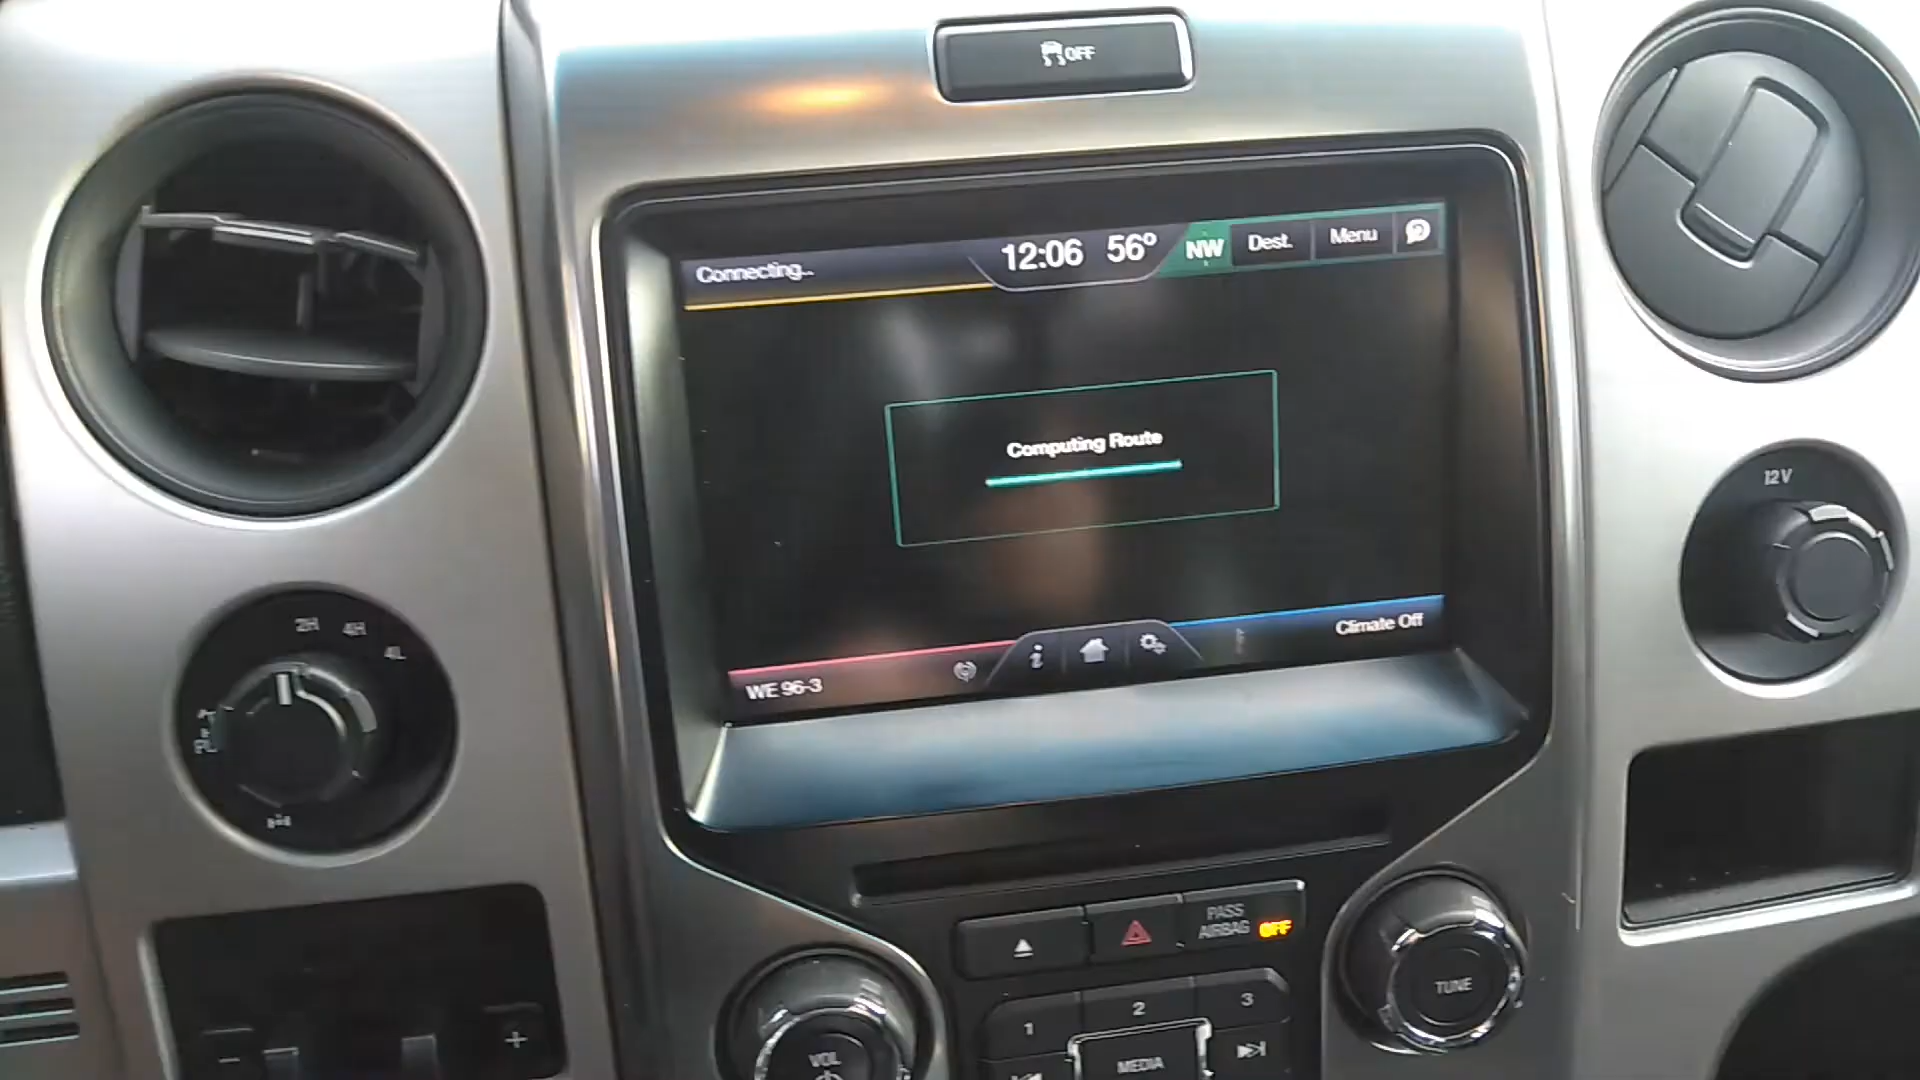 OFF
Connecting..
12:06 56° NW Dest. Menu ?
Computing Route
12V
2H 4H 4L
WE 96-3
i
Climate Off
PASS
AIRBAG OFF
1 2 3
VOL
MEDIA
TUNE
- +